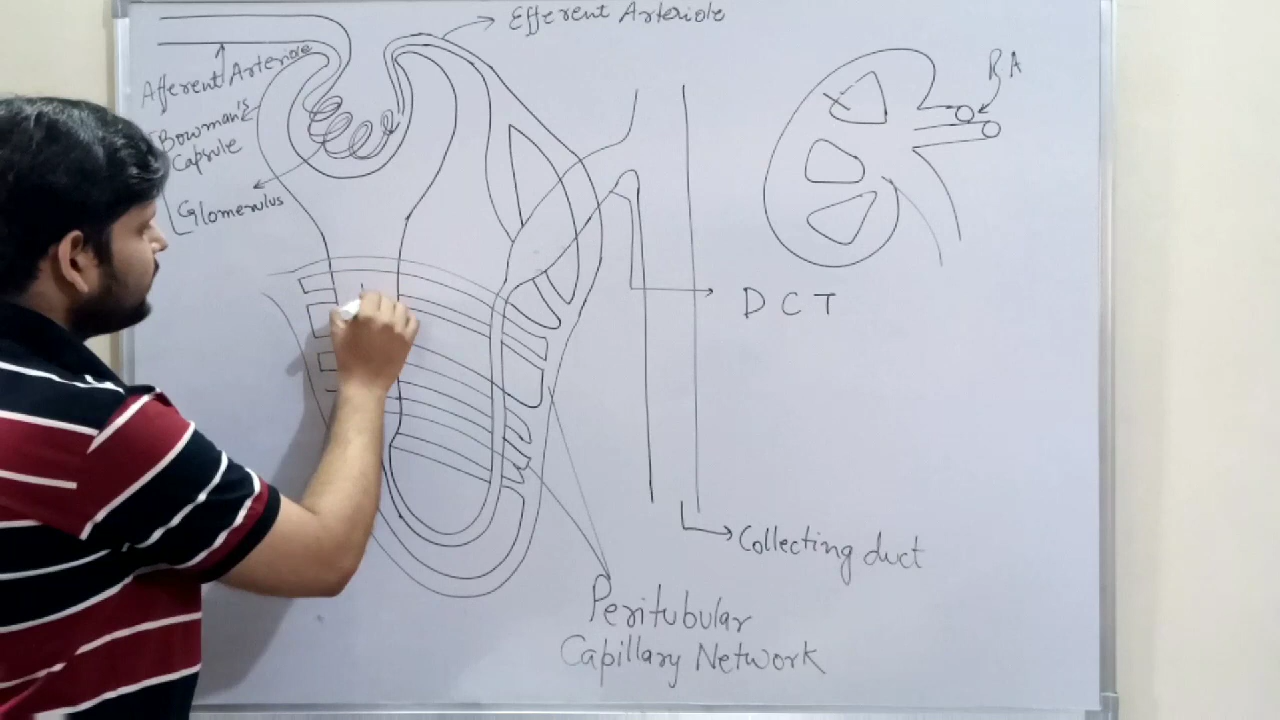 Efferent Arteriole
Afferent Arteriole
Bowman's
Capsule
Glomerulus
RA
DCT
Collecting duct
Peritubular
Capillary Network